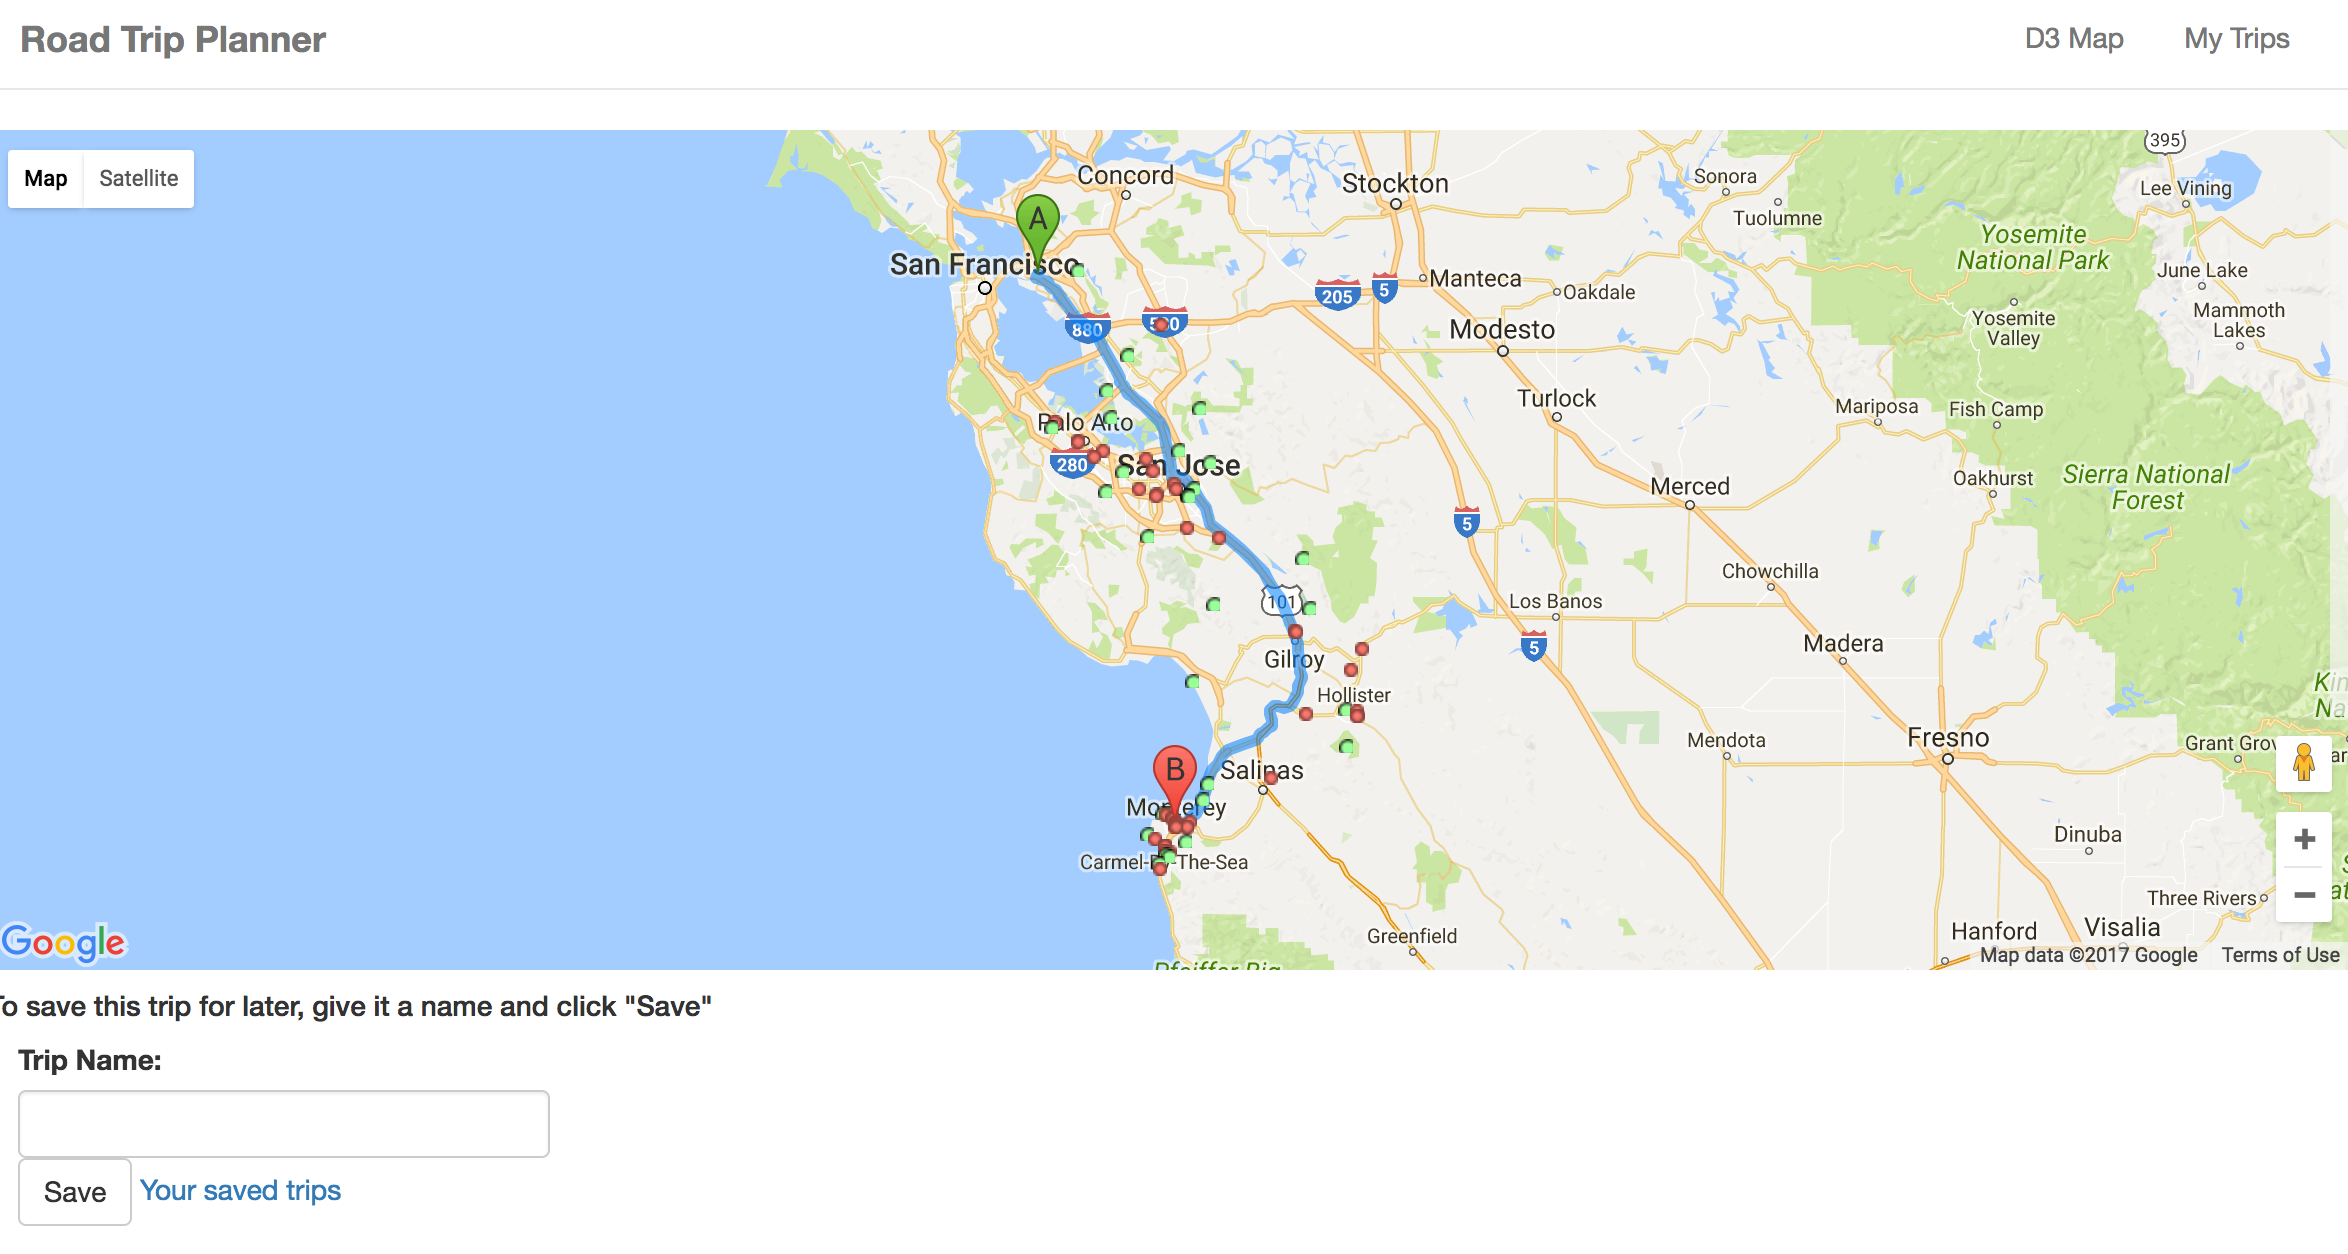 Road Trip Planner
D3 Map
My Trips
Map
Satellite
395
Concord
Stockton
Sonora
Lee Vining
Tuolumne
A
Yosemite
National Park
San Francisco
June Lake
Manteca
205
5
Oakdale
880
Mammoth
Lakes
Modesto
Yosemite
Valley
Turlock
Mariposa
Fish Camp
Palo Alto
280
San Jose
Merced
Oakhurst
Sierra National
Forest
5
Chowchilla
101
Los Banos
5
Madera
Gilroy
Hollister
Mendota
Fresno
Grant Grov
B
Salinas
Monterey
Dinuba
Carmel-By-The-Sea
Three Rivers
Greenfield
Hanford
Visalia
Google
Map data ©2017 Google
Terms of Use
Pfeiffer Big
To save this trip for later, give it a name and click "Save"
Trip Name:
Save
Your saved trips